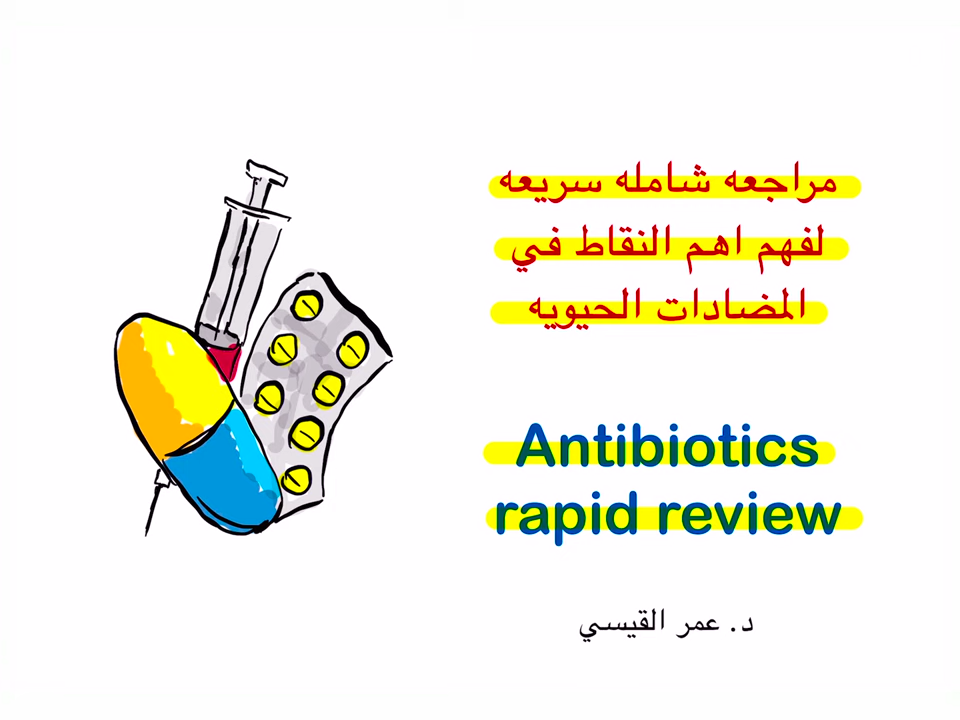 مراجعه شامله سريعه
لفهم اهم النقاط في
المضادات الحيويه
Antibiotics
rapid review
د. عمر القيسي